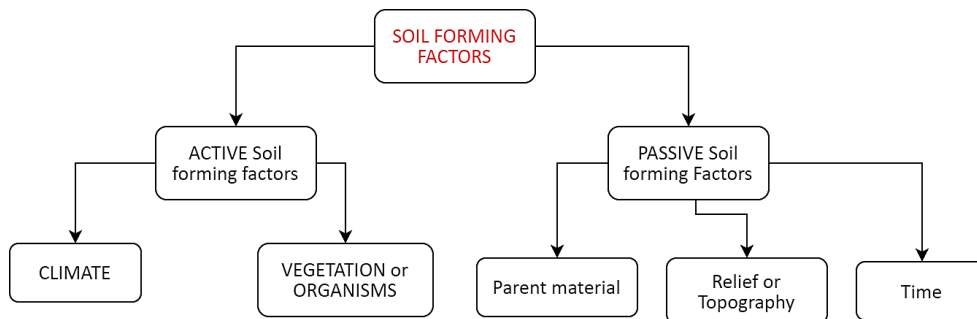 SOIL FORMING
FACTORS
ACTIVE Soil
forming factors
PASSIVE Soil
forming Factors
CLIMATE
VEGETATION or
ORGANISMS
Parent material
Relief or
Topography
Time